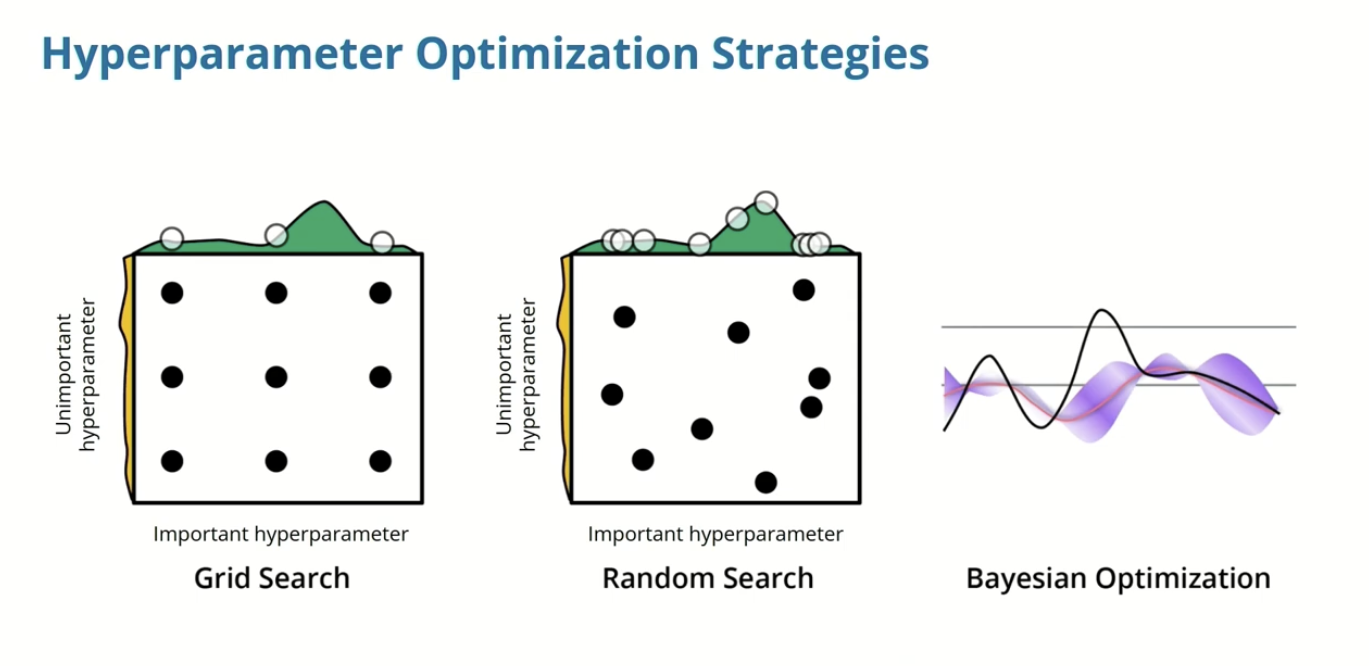 Hyperparameter Optimization Strategies
Unimportant
hyperparameter
Important hyperparameter
Grid Search
Unimportant
hyperparameter
Important hyperparameter
Random Search
Bayesian Optimization